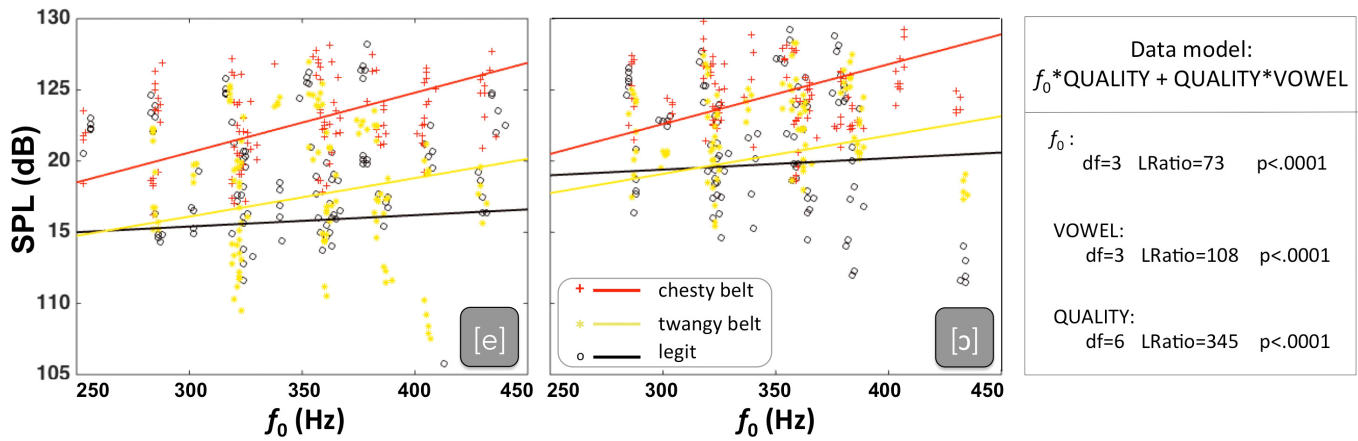 130
125
120
15
110
105
SPL (dB)
250 300 350 400 450
f0 (Hz)
[e]
250 300 350 400 450
f0 (Hz)
[ɔ]
+ chesty belt
* twangy belt
o legit
Data model:
f0*QUALITY + QUALITY*VOWEL
f0 :
df=3 LRatio=73 p<.0001
VOWEL:
df=3 LRatio=108 p<.0001
QUALITY:
df=6 LRatio=345 p<.0001